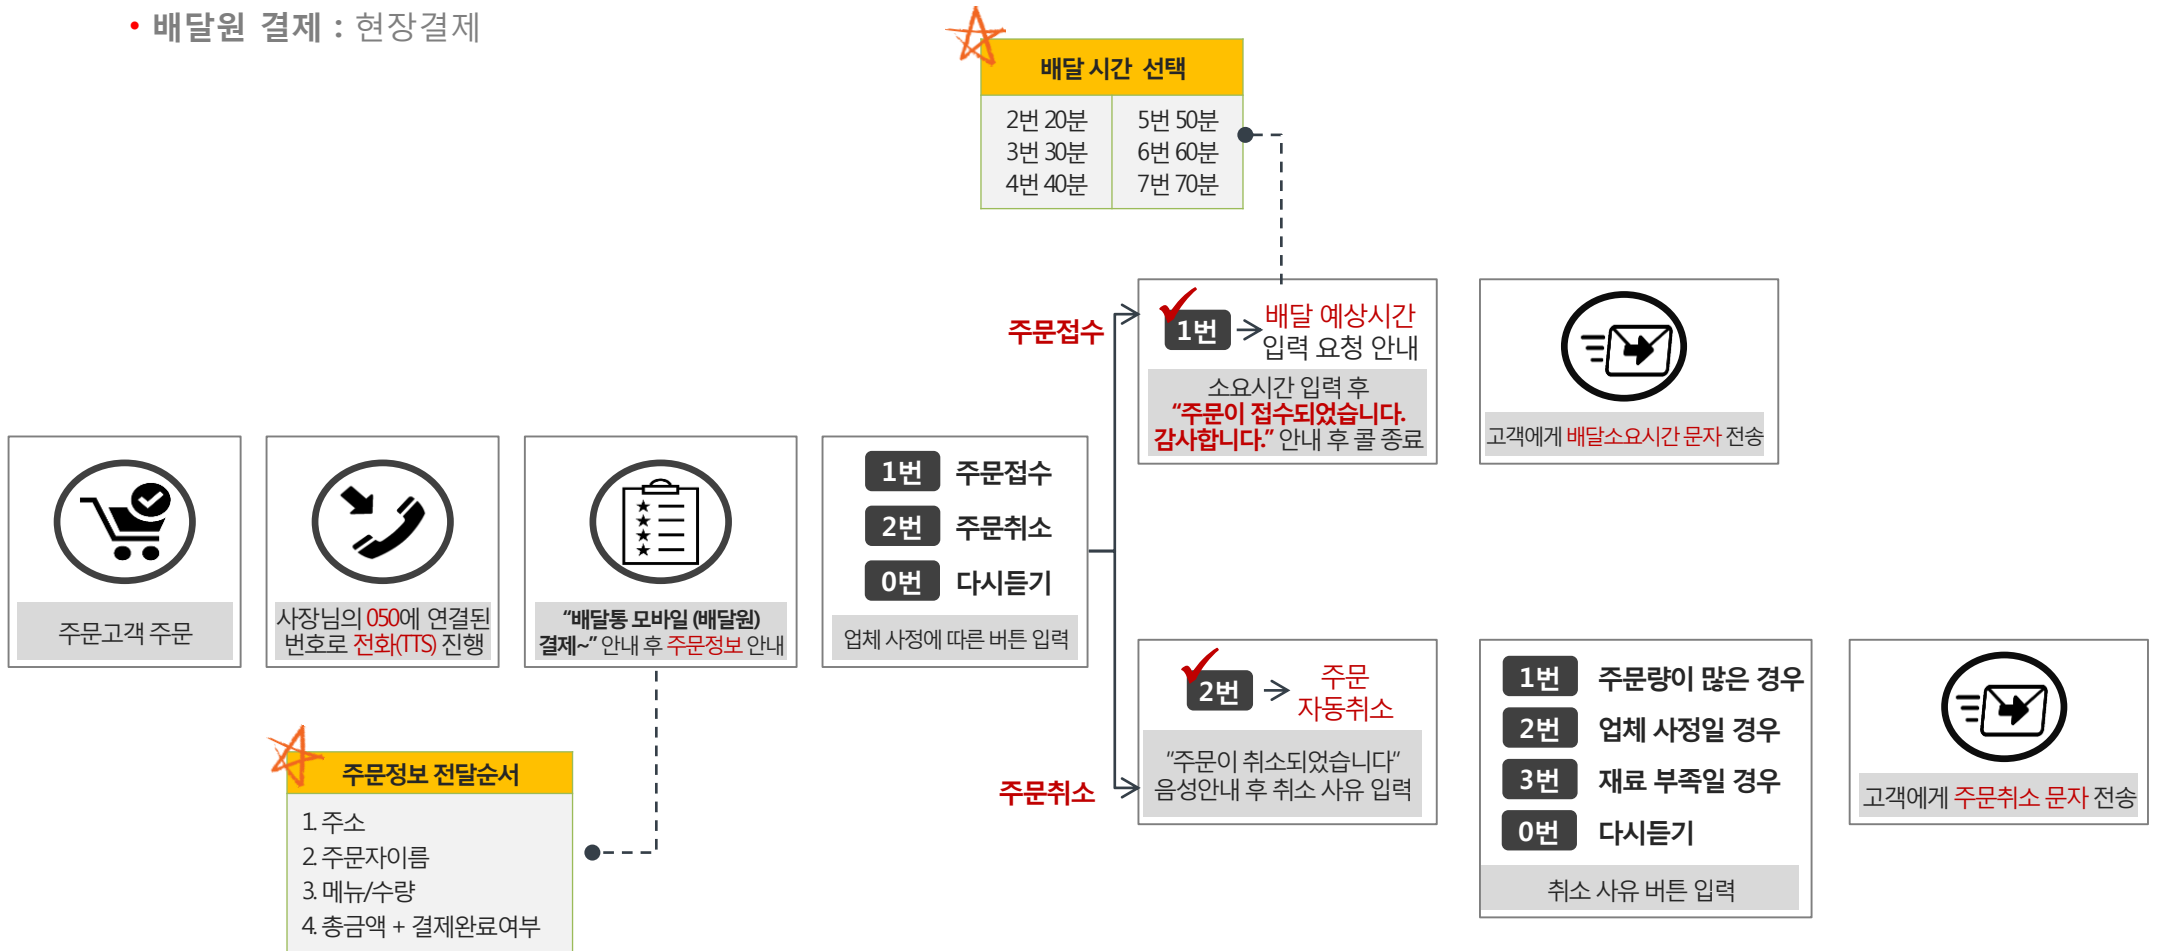 • 배달원 결제 : 현장결제
배달 시간 선택
2번 20분
3번 30분
4번 40분
5번 50분
6번 60분
7번 70분
주문고객 주문
사장님의 050에 연결된
번호로 전화(TTS) 진행
“배달통 모바일 (배달원)
결제~” 안내 후 주문정보 안내
주문정보 전달순서
1. 주소
2. 주문자이름
3. 메뉴/수량
4. 총금액 + 결제완료여부
1번 주문접수
2번 주문취소
0번 다시듣기
업체 사정에 따른 버튼 입력
주문접수
1번
배달 예상시간
입력 요청 안내
소요시간 입력 후
“주문이 접수되었습니다.
감사합니다.” 안내 후 콜 종료
고객에게 배달소요시간 문자 전송
주문취소
2번
주문
자동취소
“주문이 취소되었습니다“
음성안내 후 취소 사유 입력
1번 주문량이 많은 경우
2번 업체 사정일 경우
3번 재료 부족일 경우
0번 다시듣기
취소 사유 버튼 입력
고객에게 주문취소 문자 전송